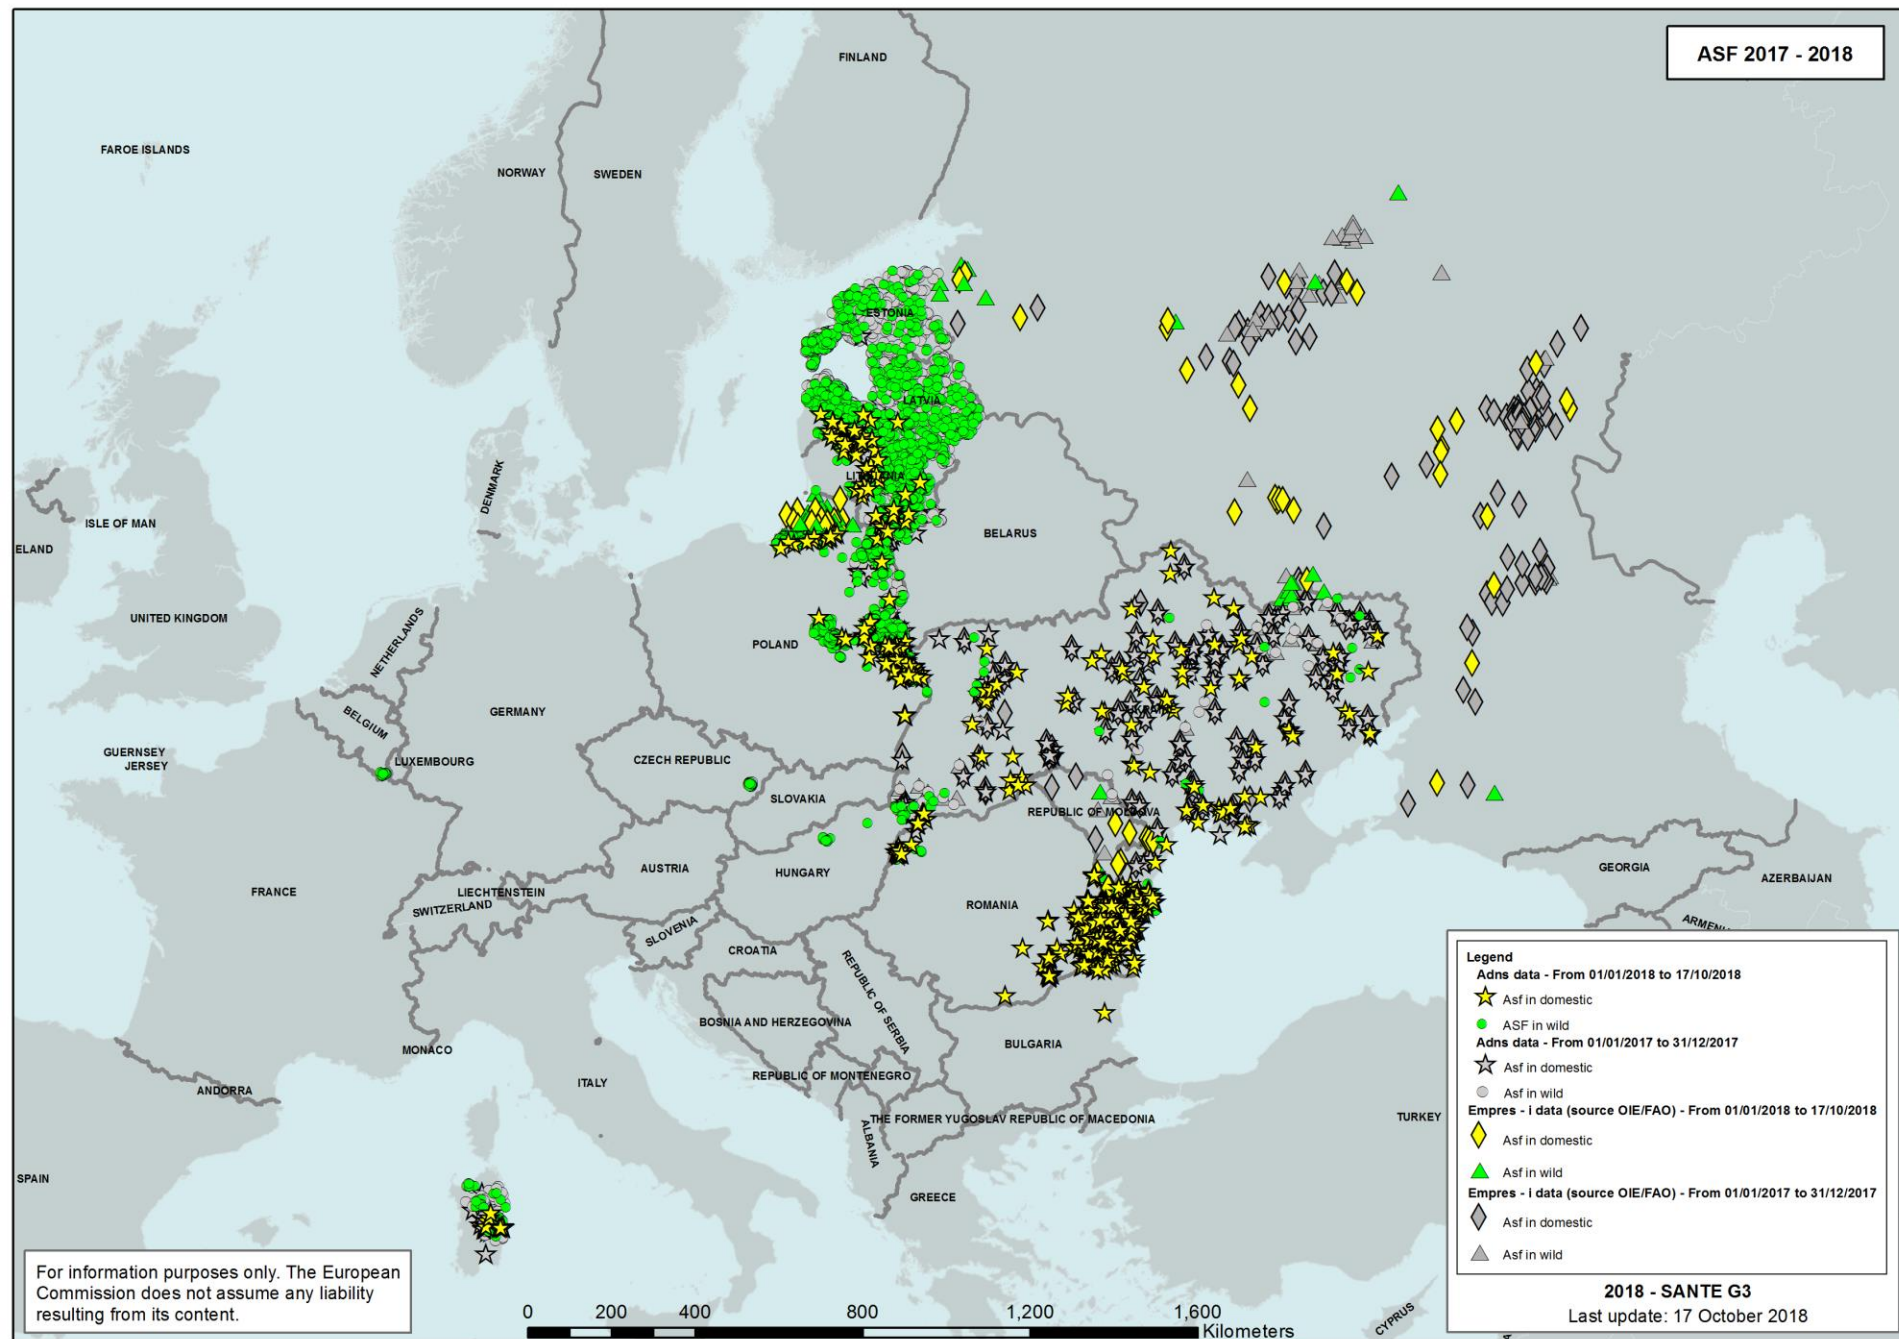 ASF 2017 - 2018
FINLAND
FAROE ISLANDS
NORWAY
SWEDEN
ESTONIA
LATVIA
LITHUANIA
DENMARK
ISLE OF MAN
ELAND
BELARUS
UNITED KINGDOM
NETHERLANDS
POLAND
BELGIUM
GERMANY
UKRAINE
GUERNSEY
JERSEY
LUXEMBOURG
CZECH REPUBLIC
SLOVAKIA
REPUBLIC OF MOLDOVA
AUSTRIA
HUNGARY
GEORGIA
AZERBAIJAN
FRANCE
LIECHTENSTEIN
SWITZERLAND
ROMANIA
SLOVENIA
CROATIA
REPUBLIC OF SERBIA
BOSNIA AND HERZEGOVINA
MONACO
BULGARIA
ANDORRA
ITALY
REPUBLIC OF MONTENEGRO
THE FORMER YUGOSLAV REPUBLIC OF MACEDONIA
ALBANIA
TURKEY
SPAIN
GREECE
CYPRUS
Legend
Adns data - From 01/01/2018 to 17/10/2018
Asf in domestic
ASF in wild
Adns data - From 01/01/2017 to 31/12/2017
Asf in domestic
Asf in wild
Empres - i data (source OIE/FAO) - From 01/01/2018 to 17/10/2018
Asf in domestic
Asf in wild
Empres - i data (source OIE/FAO) - From 01/01/2017 to 31/12/2017
Asf in domestic
Asf in wild
2018 - SANTE G3
Last update: 17 October 2018
For information purposes only. The European
Commission does not assume any liability
resulting from its content.
0 200 400 800 1,200 1,600
Kilometers